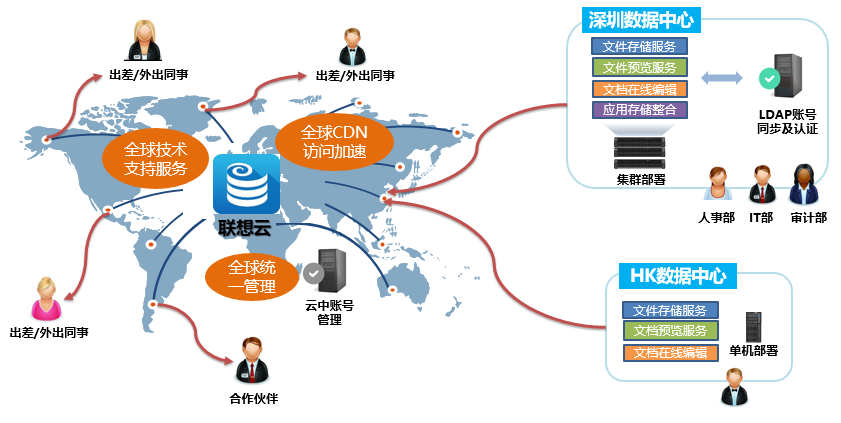 出差/外出同事
出差/外出同事
全球技术
支持服务
全球CDN
访问加速
联想云
全球统
一管理
云中账号
管理
出差/外出同事
合作伙伴
深圳数据中心
文件存储服务
文件预览服务
文档在线编辑
应用存储整合
集群部署
LDAP账号
同步及认证
人事部
IT部
审计部
HK数据中心
文件存储服务
文档预览服务
文档在线编辑
单机部署